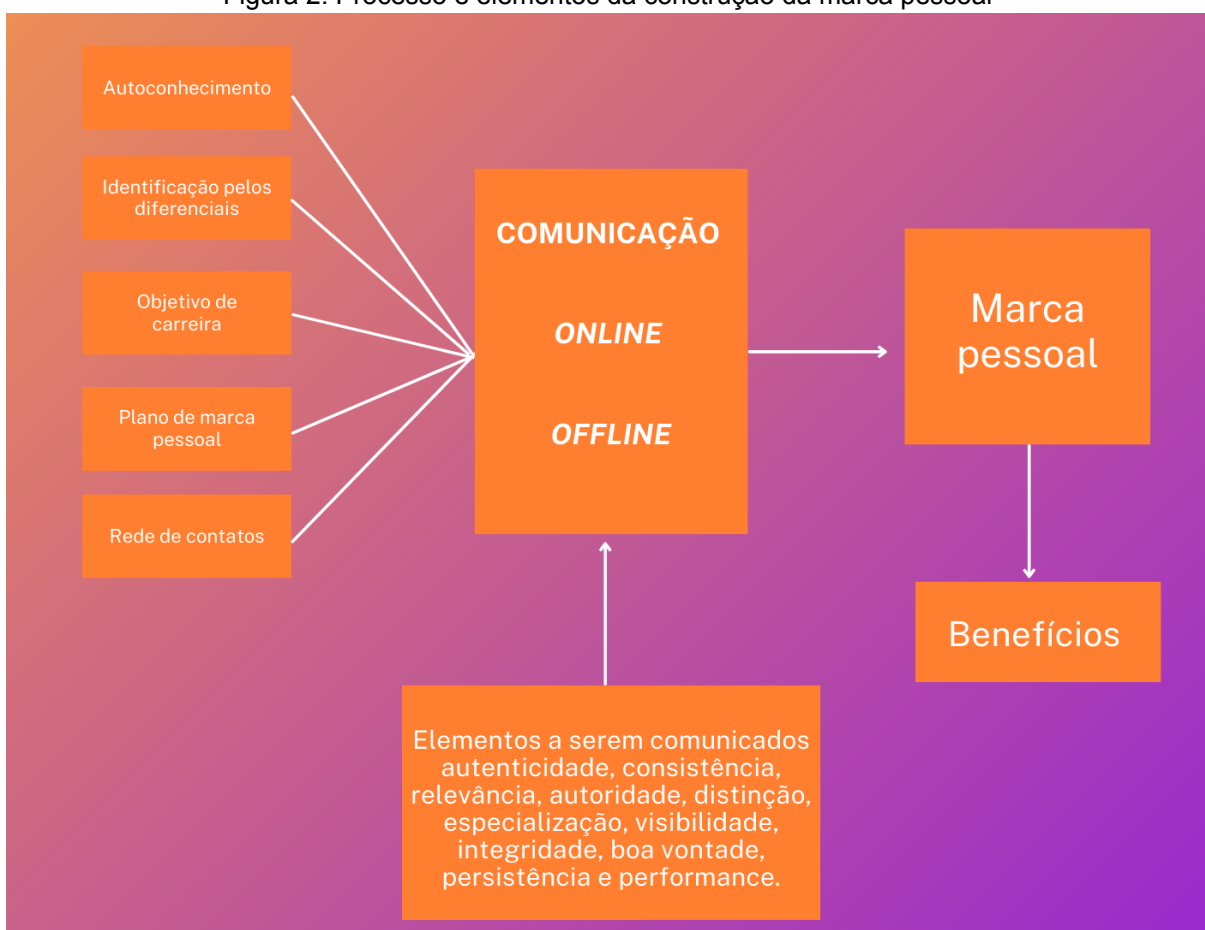 Figura 2: Processo e elementos da construção da marca pessoal
Autoconhecimento
Identificação pelos
diferenciais
Objetivo de
carreira
Plano de marca
pessoal
Rede de contatos
COMUNICAÇÃO
ONLINE
OFFLINE
Marca
pessoal
Benefícios
Elementos a serem comunicados
autenticidade, consistência,
relevância, autoridade, distinção,
especialização, visibilidade,
integridade, boa vontade,
persistência e performance.